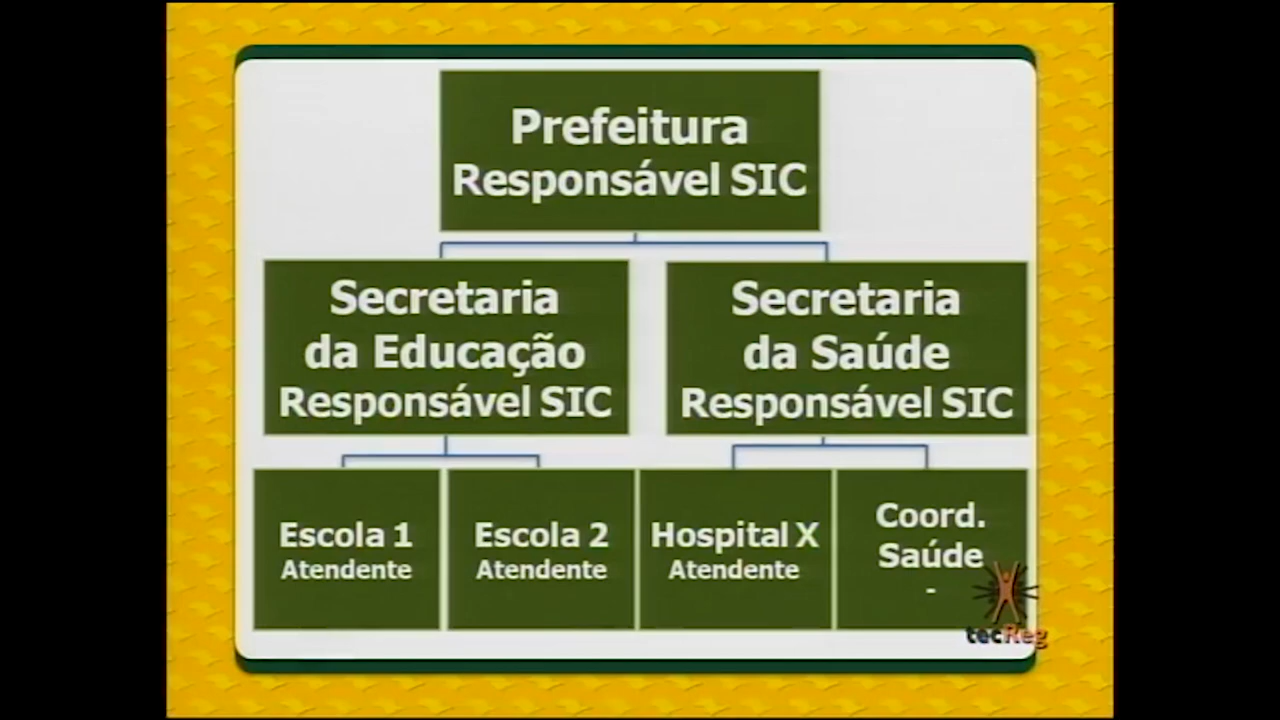 Prefeitura
Responsável SIC
Secretaria
da Educação
Responsável SIC
Secretaria
da Saúde
Responsável SIC
Escola 1
Atendente
Escola 2
Atendente
Hospital X
Atendente
Coord.
Saúde
-
tecReg